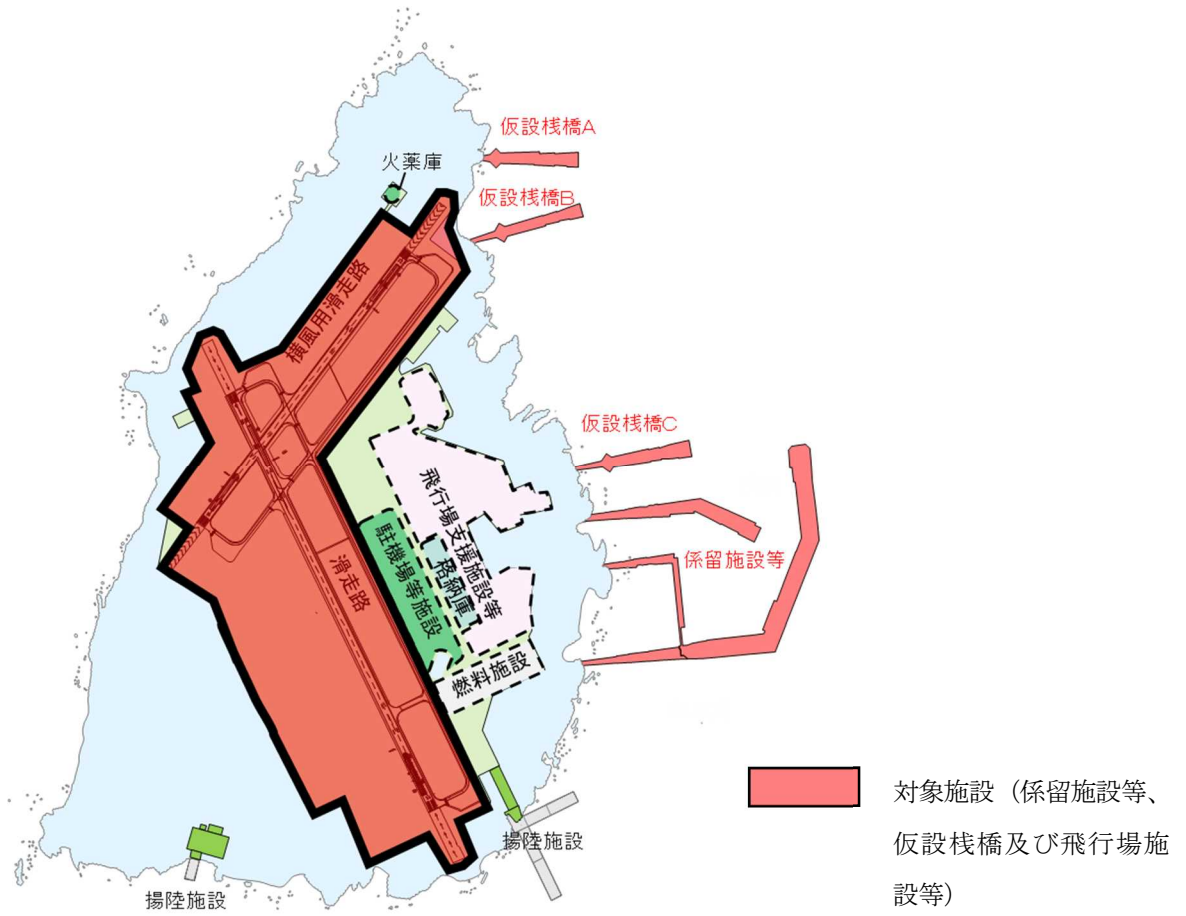 仮設桟橋A
火薬庫
仮設桟橋B
横風用滑走路
仮設桟橋C
飛行場支援施設等
係留施設等
駐機場等施設
格納庫
滑走路
燃料施設
対象施設（係留施設等、
仮設桟橋及び飛行場施
設等）
揚陸施設
揚陸施設